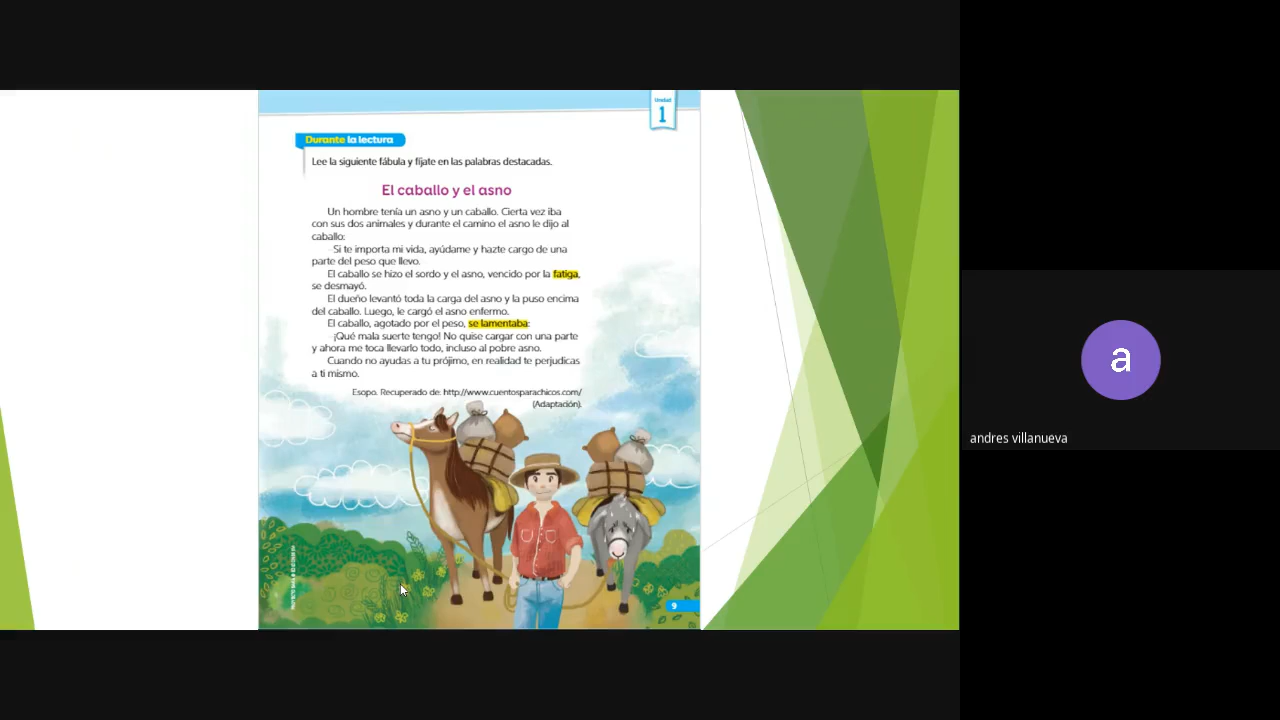 Unidad
1
Durante la lectura
Lee la siguiente fábula y fíjate en las palabras destacadas.
El caballo y el asno
Un hombre tenía un asno y un caballo. Cierta vez iba
con sus dos animales y durante el camino el asno le dijo al
caballo:
Si te importa mi vida, ayúdame y hazte cargo de una
parte del peso que llevo.
El caballo se hizo el sordo y el asno, vencido por la fatiga,
se desmayó.
El dueño levantó toda la carga del asno y la puso encima
del caballo. Luego, le cargó el asno enfermo.
El caballo, agotado por el peso, se lamentaba:
¡Qué mala suerte tengo! No quise cargar con una parte
y ahora me toca llevarlo todo, incluso al pobre asno.
Cuando no ayudas a tu prójimo, en realidad te perjudicas
a ti mismo.
Esopo. Recuperado de: http://www.cuentosparachicos.com/
(Adaptación).
9
a
andres villanueva